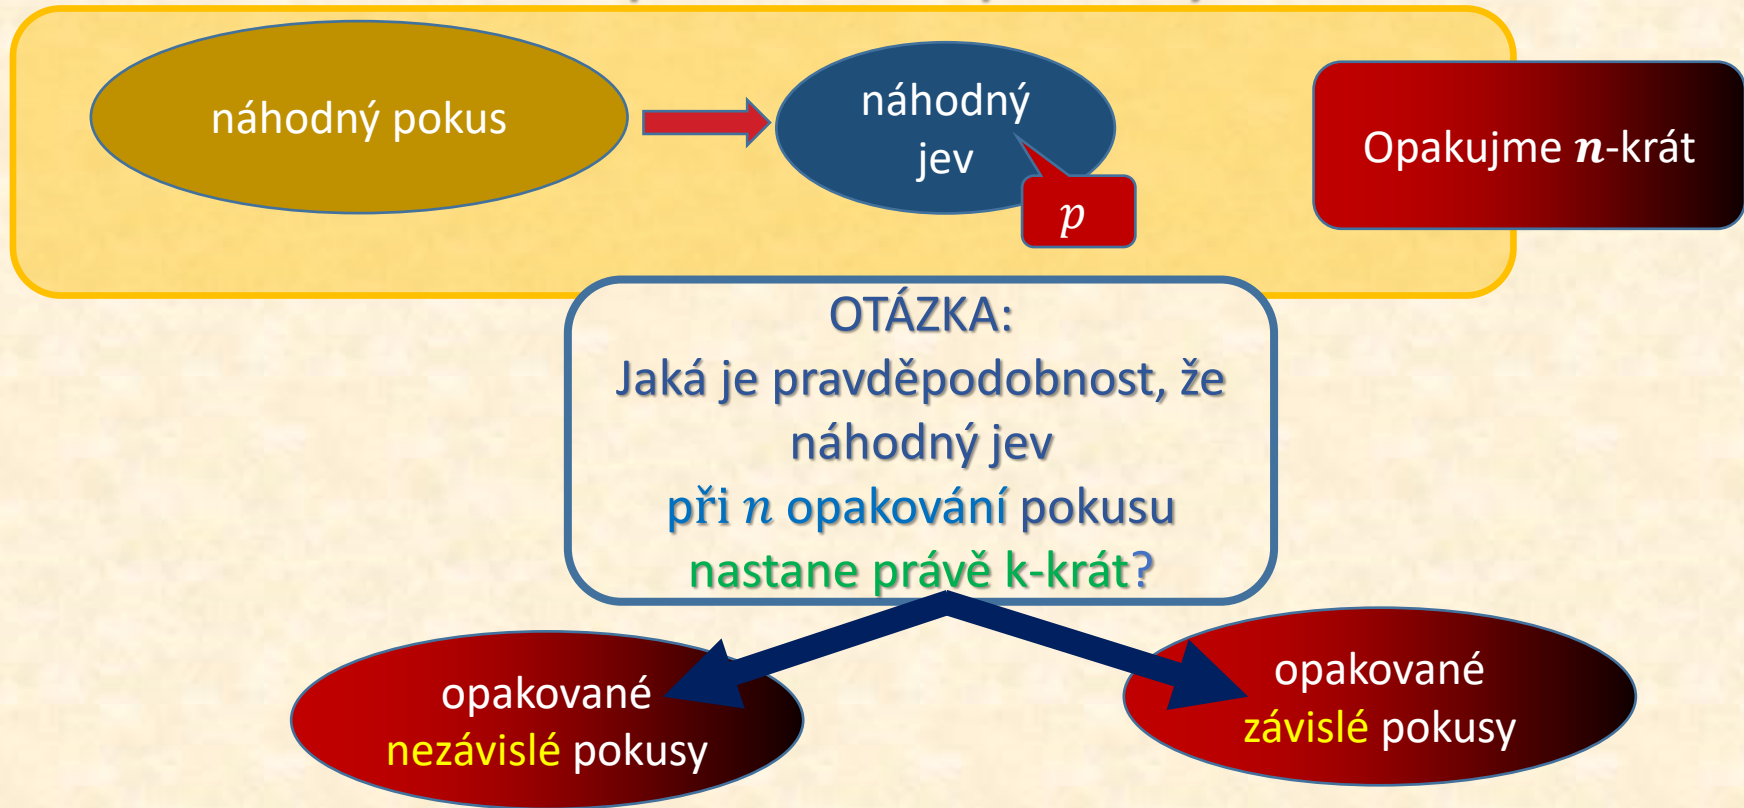 náhodný pokus
náhodný
jev
p
Opakujme n-krát
OTÁZKA:
Jaká je pravděpodobnost, že
náhodný jev
při n opakování pokusu
nastane právě k-krát?
opakované
nezávislé pokusy
opakované
závislé pokusy